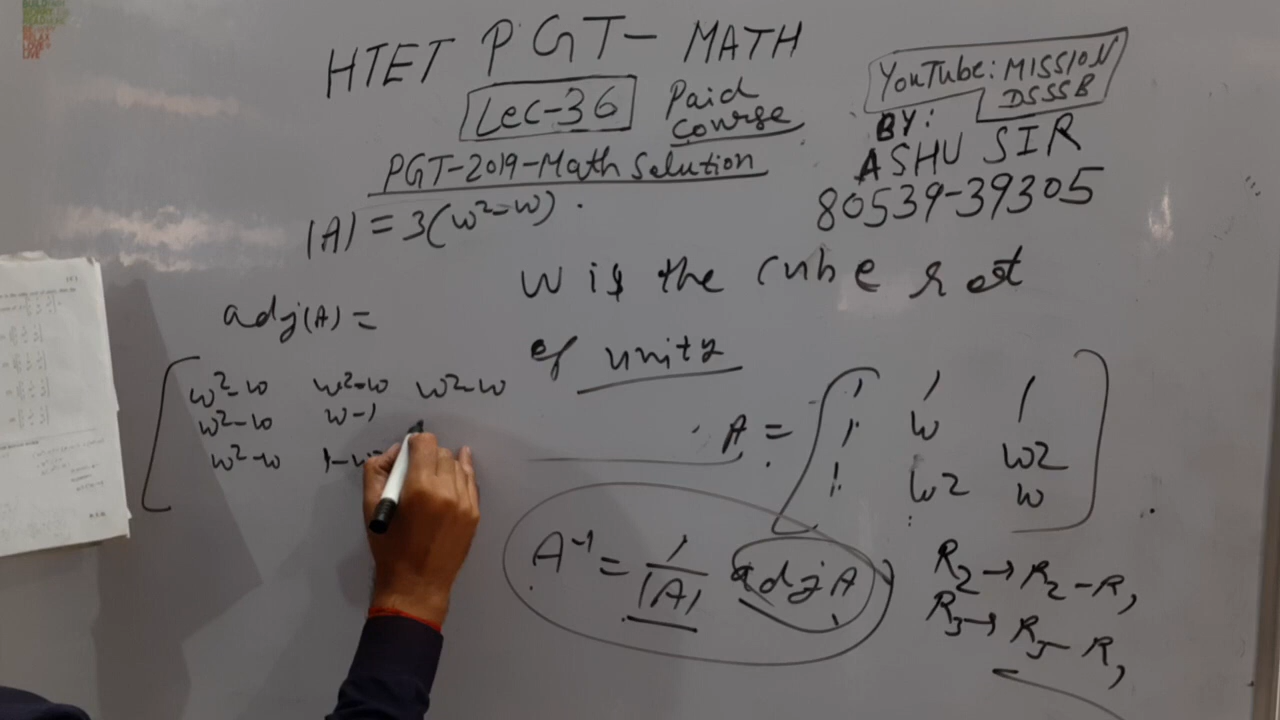 HTET PGT- MATH
Lec-36
Paid
course
PGT-2019-Math Solution
YouTube: MISSION
DSSSB
BY:
ASHU SIR
80539-39305
|A| = 3(w²-w).
w is the cube root
of unity
adj(A) =
w²-w w²-w w²-w
w²-w w-1
w²-w 1-w
A = 1 1 1
1 w w2
1 w2 w
A⁻¹ = 1/|A| adjA
R₂→R₂-R₁
R₃→R₃-R₁